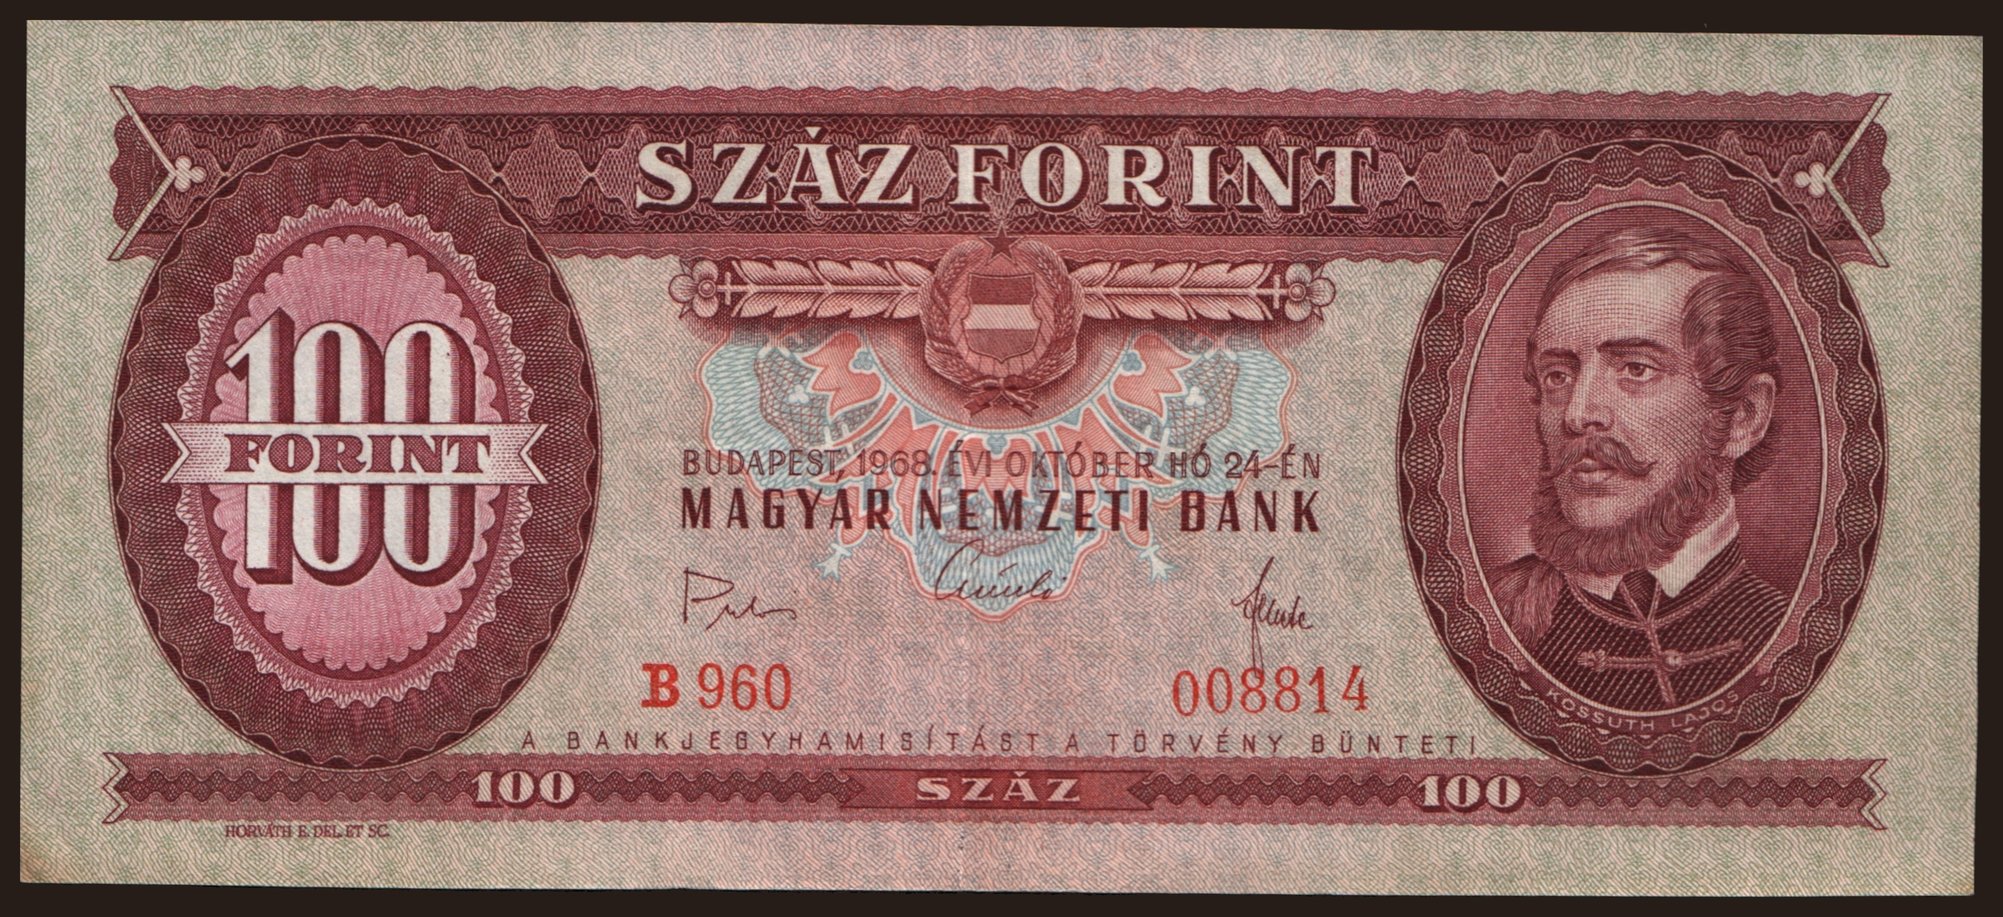 SZÁZ FORINT
100
FORINT
100
BUDAPEST, 1968. ÉVI OKTÓBER HÓ 24-ÉN
MAGYAR NEMZETI BANK
B 960
008814
KOSSUTH LAJOS
A BANKJEGYHAMISÍTÁST A TÖRVÉNY BÜNTETI
100 SZÁZ 100
HORVÁTH E. DEL. ET SC.